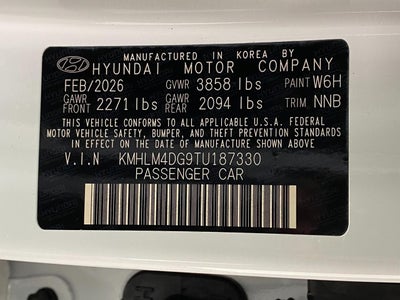 MANUFACTURED IN KOREA BY
HYUNDAI MOTOR COMPANY
FEB/2026 GVWR 3858 lbs PAINT W6H
GAWR FRONT 2271 lbs GAWR REAR 2094 lbs TRIM NNB
THIS VEHICLE CONFORMS TO ALL APPLICABLE U.S.A. FEDERAL
MOTOR VEHICLE SAFETY, BUMPER, AND THEFT PREVENTION STANDARDS
IN EFFECT ON THE DATE OF MANUFACTURE SHOWN ABOVE.
V.I.N KMHLM4DG9TU187330
PASSENGER CAR